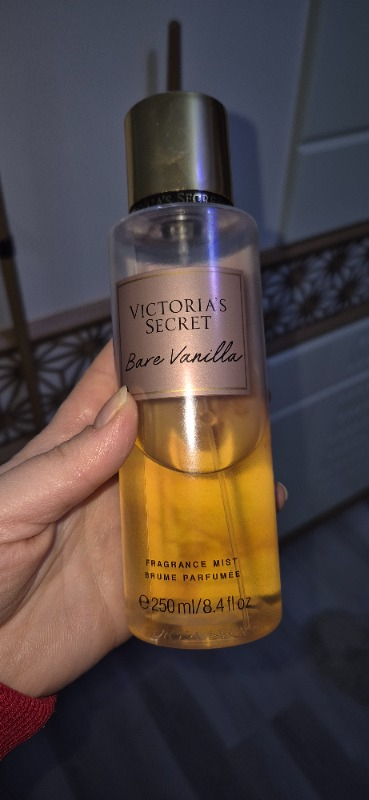 VICTORIA'S
SECRET
Bare Vanilla
FRAGRANCE MIST
BRUME PARFUMÉE
℮250 ml/8.4 fl oz